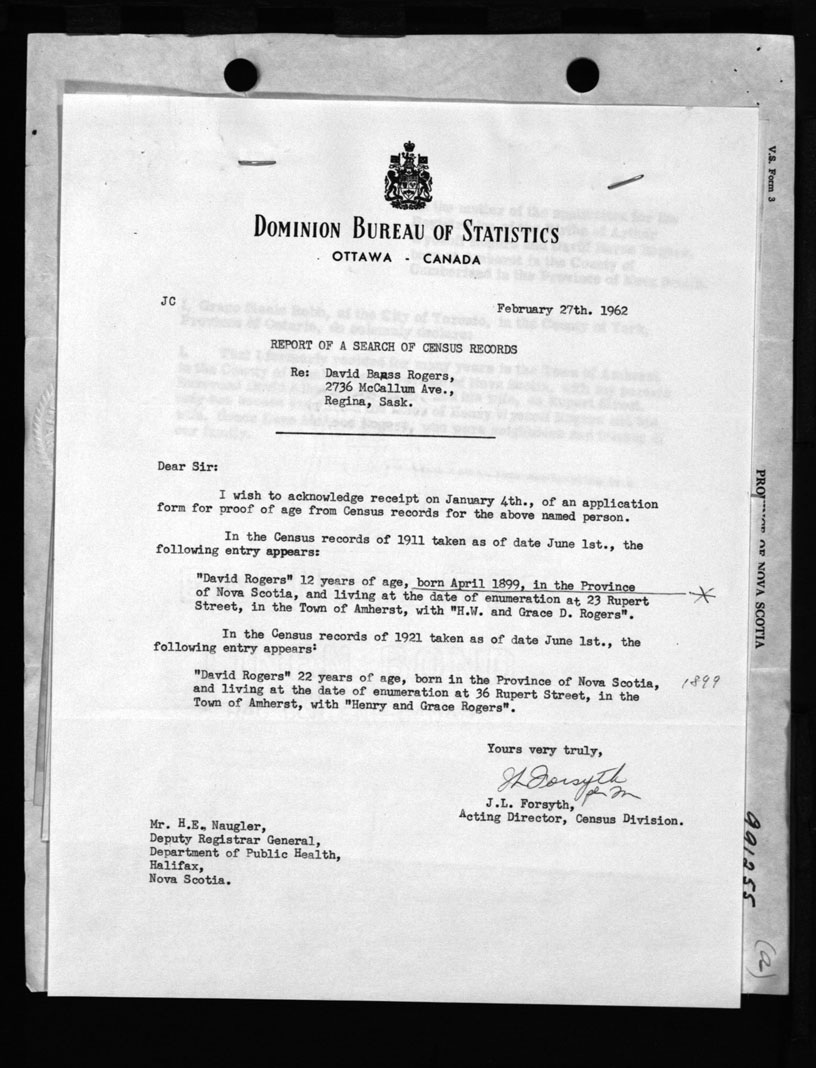 V.S. Form 3
DOMINION BUREAU OF STATISTICS
OTTAWA - CANADA
JC
February 27th. 1962
REPORT OF A SEARCH OF CENSUS RECORDS
Re: David Barss Rogers,
2736 McCallum Ave.,
Regina, Sask.
Dear Sir:
I wish to acknowledge receipt on January 4th., of an application
form for proof of age from Census records for the above named person.
In the Census records of 1911 taken as of date June 1st., the
following entry appears:
"David Rogers" 12 years of age, born April 1899, in the Province
of Nova Scotia, and living at the date of enumeration at 23 Rupert
Street, in the Town of Amherst, with "H.W. and Grace D. Rogers".
In the Census records of 1921 taken as of date June 1st., the
following entry appears:
"David Rogers" 22 years of age, born in the Province of Nova Scotia, 1899
and living at the date of enumeration at 36 Rupert Street, in the
Town of Amherst, with "Henry and Grace Rogers".
Yours very truly,
JL Forsyth
per M
J.L. Forsyth,
Acting Director, Census Division.
Mr. H.E. Naugler,
Deputy Registrar General,
Department of Public Health,
Halifax,
Nova Scotia.
OF NOVA SCOTIA
991255
(a)